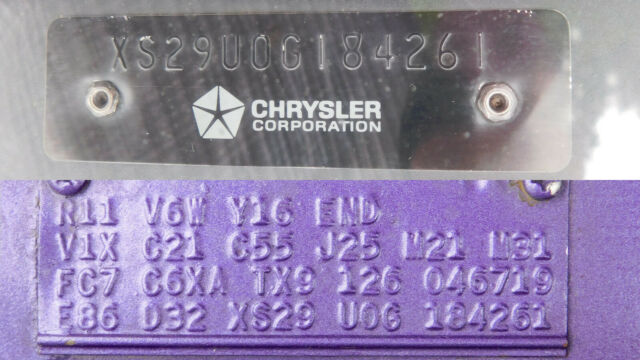 XS29U0G184261
CHRYSLER
CORPORATION
R11 V6W Y16 END
V1X C21 C55 J25 M21 M31
FC7 C6XA TX9 126 046719
E86 D32 XS29 U0G 184261